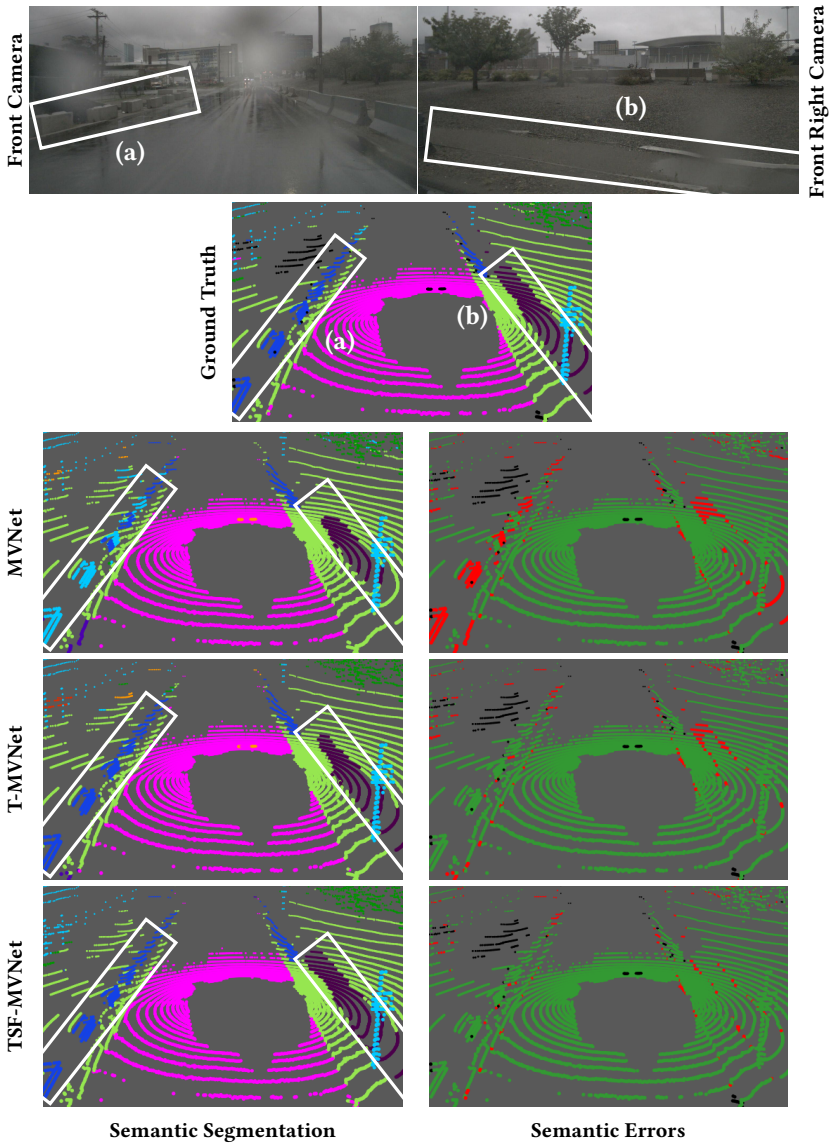 Front Camera
(a)
(b)
Front Right Camera
Ground Truth
(a)
(b)
MVNet
T-MVNet
TSF-MVNet
Semantic Segmentation
Semantic Errors